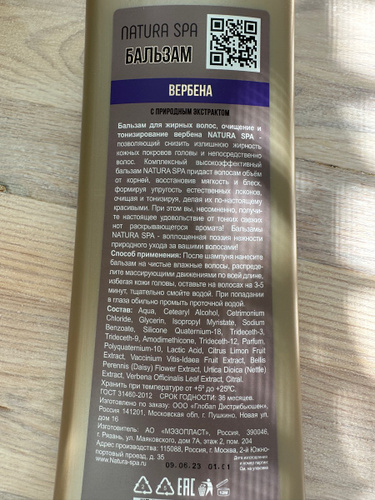 NATURA SPA
БАЛЬЗАМ
ВЕРБЕНА
С ПРИРОДНЫМ ЭКСТРАКТОМ
Бальзам для жирных волос, очищение и
тонизирование вербена NATURA SPA -
позволяющий снизить излишнюю жирность
кожных покровов головы и непосредственно
волос. Комплексный высокоэффективный
бальзам NATURA SPA придаст волосам объём
от корней, восстановив мягкость и блеск,
формируя упругость естественных локонов,
очищая и тонизируя, делая их по-настоящему
красивыми. При этом вы, несомненно, получи-
те настоящее удовольствие от тонких свежих
нот раскрывающегося аромата! Бальзамы
NATURA SPA - воплощенная поэзия нежности
природного ухода за вашими волосами!
Способ применения: После шампуня нанесите
бальзам на чистые влажные волосы, распреде-
лите массирующими движениями по всей длине,
избегая кожи головы, оставьте на волосах на 3-5
минут, тщательно смойте водой. При попадании
в глаза обильно промыть проточной водой.
Состав: Aqua, Cetearyl Alcohol, Cetrimonium
Chloride, Glycerin, Isopropyl Myristate, Sodium
Benzoate, Silicone Quaternium-18, Trideceth-3,
Trideceth-9, Amodimethicone, Trideceth-12, Parfum,
Polyquaternium-10, Lactic Acid, Citrus Limon Fruit
Extract, Vaccinium Vitis-Idaea Fruit Extract, Bellis
Perennis (Daisy) Flower Extract, Urtica Dioica (Nettle)
Extract, Verbena Officinalis Leaf Extract, Citral.
Хранить при температуре от +5⁰ до +25⁰С.
ГОСТ 31460-2012 СРОК ГОДНОСТИ: 36 месяцев.
Изготовлено по заказу: ООО «Глобал Дистрибьюшен»,
Россия 141201, Московская обл, г. Пушкино, Новая ул,
дом 16
Изготовитель: АО «МЭЗОПЛАСТ», Россия, 390046,
г. Рязань, ул. Маяковского, дом 7А, этаж 2, пом. 204
Адрес производства: 115088, Россия, г. Москва, 2-й Южно-
портовый проезд, д. 35
www.Natura-spa.ru
09.06.23 01.01
EAC
12М